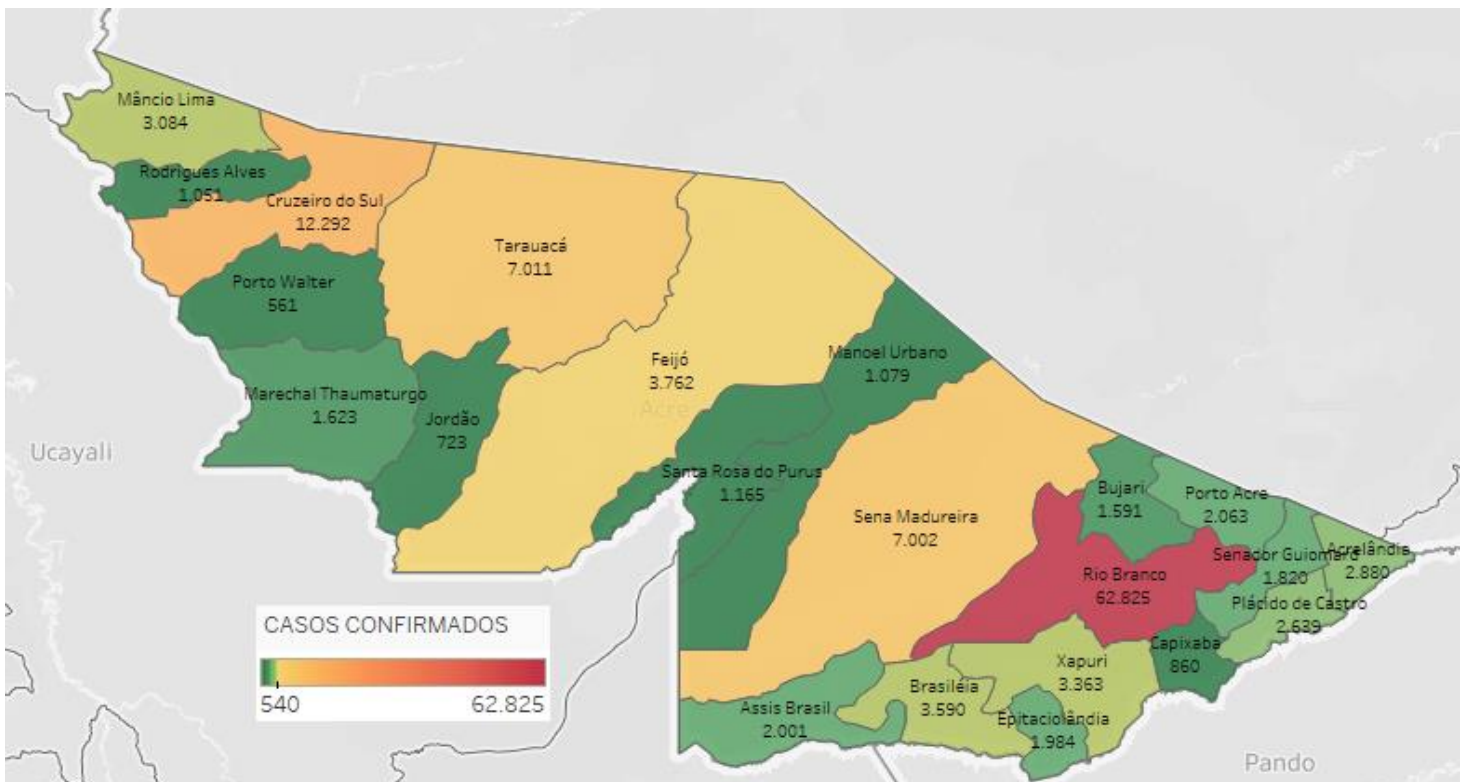 Mâncio Lima
3.084
Rodrigues Alves
1.051
Cruzeiro do Sul
12.292
Tarauacá
7.011
Porto Walter
561
Feijó
3.762
Manoel Urbano
1.079
Marechal Thaumaturgo
1.623
Jordão
723
Acre
Ucayali
Santa Rosa do Purus
1.165
Sena Madureira
7.002
Bujari
1.591
Porto Acre
2.063
Senador Guiomard
1.820
Acrelândia
2.880
Rio Branco
62.825
Plácido de Castro
2.639
Capixaba
860
Xapuri
3.363
Brasiléia
3.590
Assis Brasil
2.001
Epitaciolândia
1.984
Pando
CASOS CONFIRMADOS
540 62.825